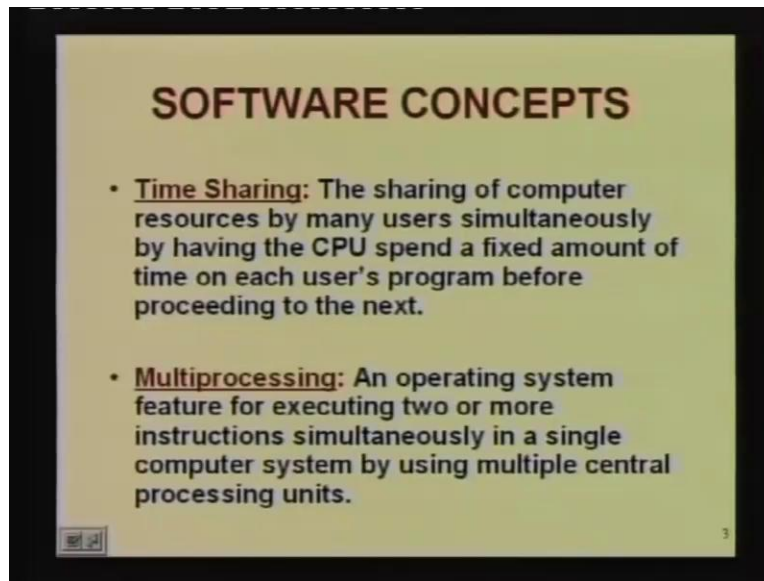 SOFTWARE CONCEPTS
• Time Sharing: The sharing of computer
resources by many users simultaneously
by having the CPU spend a fixed amount of
time on each user's program before
proceeding to the next.
• Multiprocessing: An operating system
feature for executing two or more
instructions simultaneously in a single
computer system by using multiple central
processing units.
3